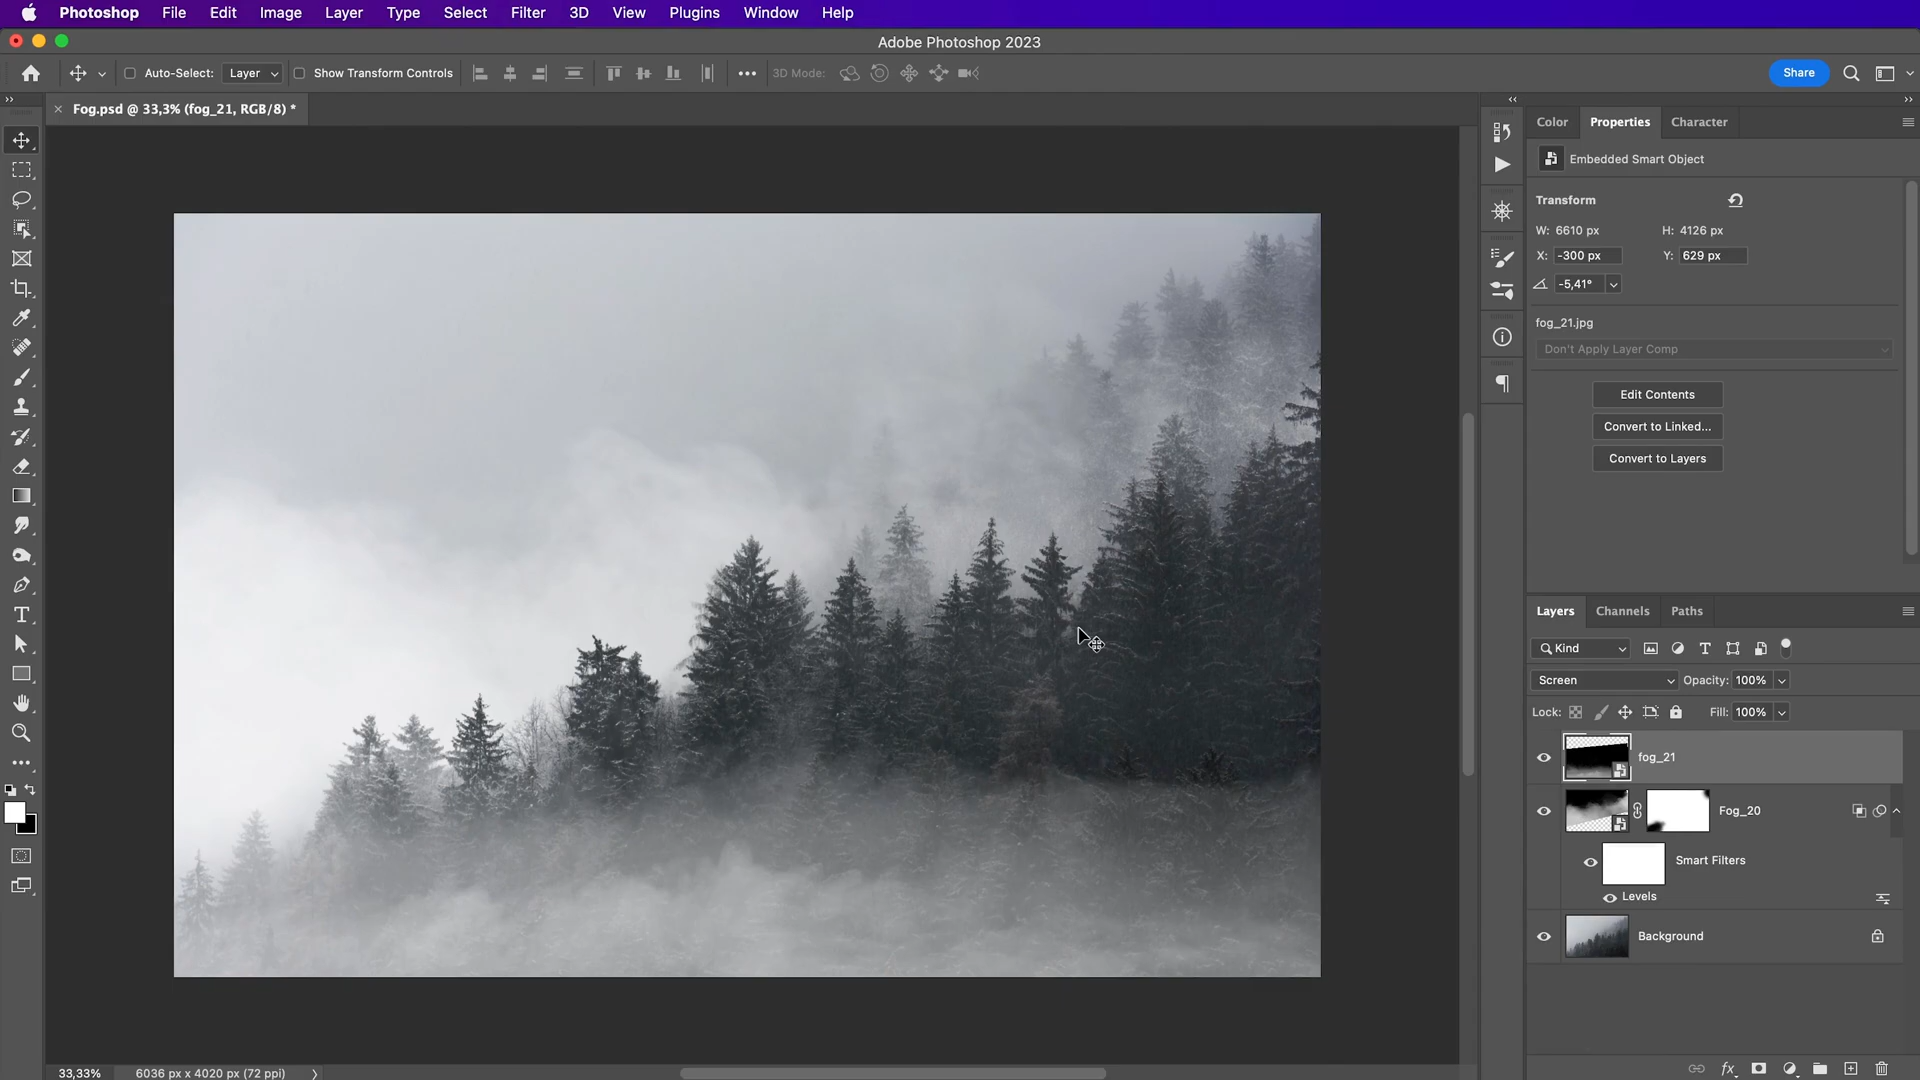 Photoshop File Edit Image Layer Type Select Filter 3D View Plugins Window Help
Adobe Photoshop 2023
Auto-Select: Layer Show Transform Controls 3D Mode: Share
Fog.psd @ 33,3% (fog_21, RGB/8) *
Color Properties Character
Embedded Smart Object
Transform
W: 6610 px H: 4126 px
X: -300 px Y: 629 px
-5,41°
fog_21.jpg
Don't Apply Layer Comp
Edit Contents
Convert to Linked...
Convert to Layers
Layers Channels Paths
Kind
Screen Opacity: 100%
Lock: Fill: 100%
fog_21
Fog_20
Smart Filters
Levels
Background
33,33% 6036 px x 4020 px (72 ppi)